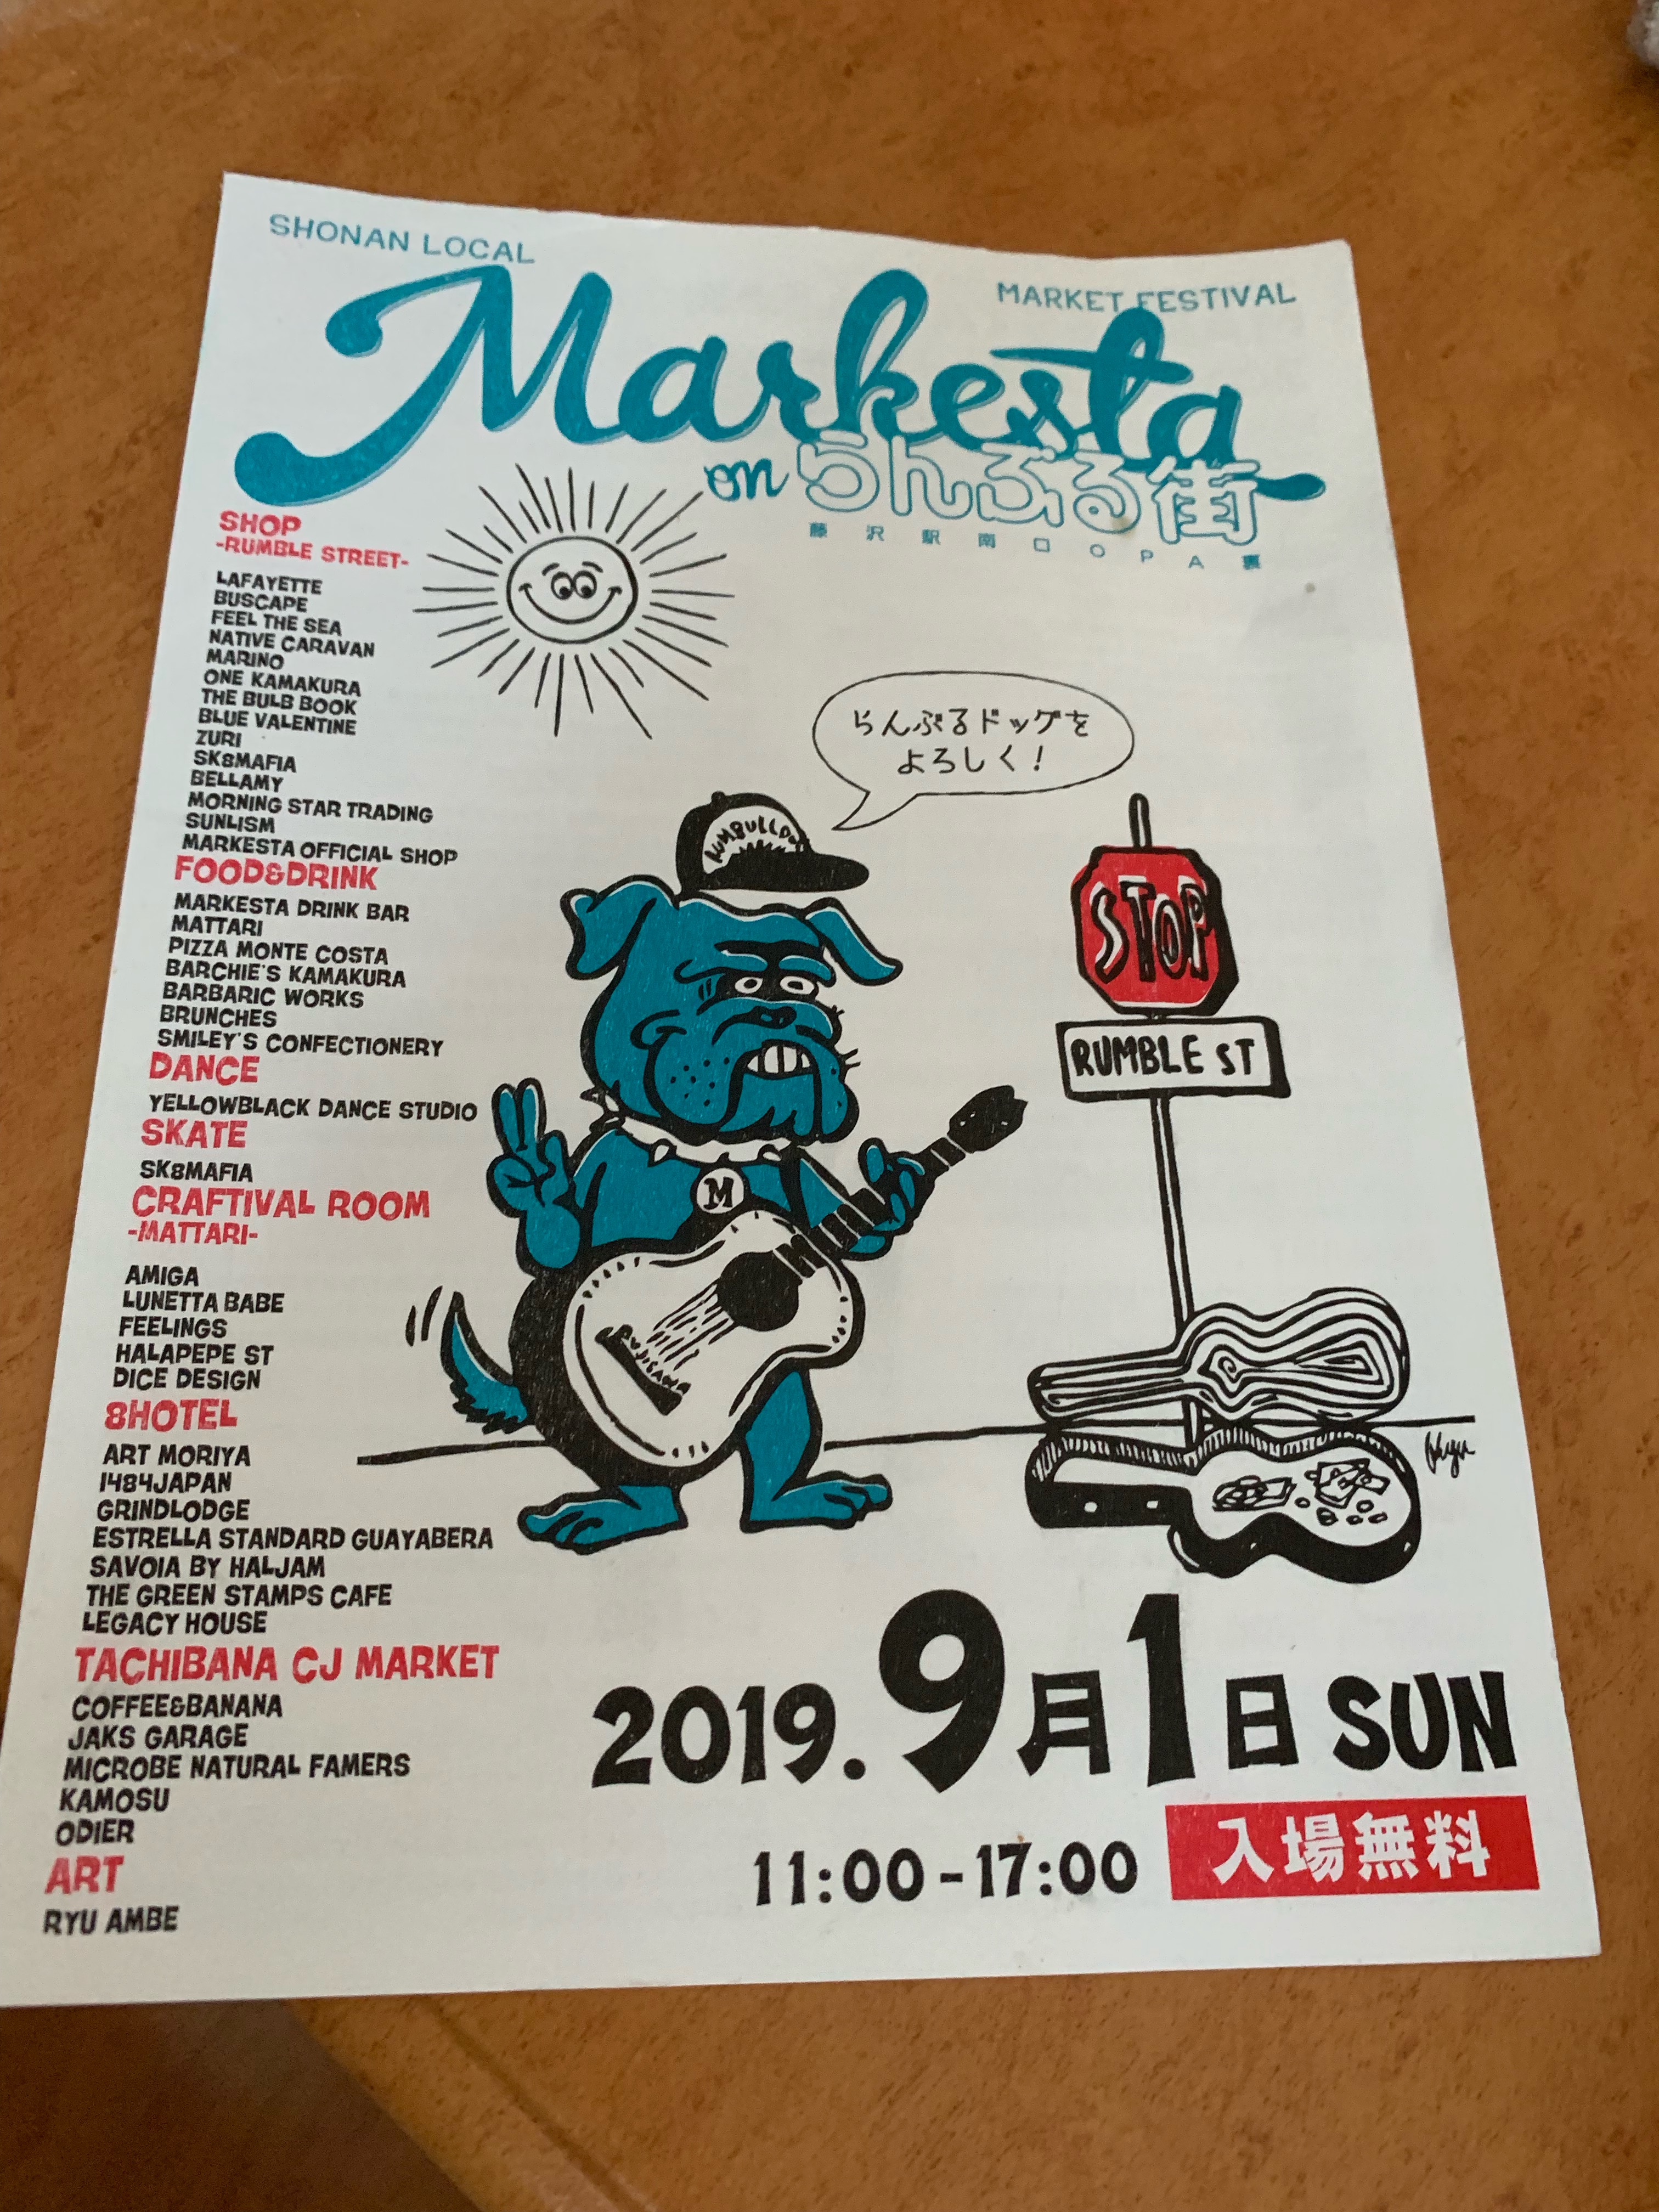 SHONAN LOCAL
MARKET FESTIVAL
Markesta
on らんぶる街
藤沢駅南口OPA裏
SHOP
-RUMBLE STREET-
LAFAYETTE
BUSCAPE
FEEL THE SEA
NATIVE CARAVAN
MARINO
ONE KAMAKURA
THE BULB BOOK
BLUE VALENTINE
ZURI
SK8MAFIA
BELLAMY
MORNING STAR TRADING
SUNLISM
MARKESTA OFFICIAL SHOP
FOOD&DRINK
MARKESTA DRINK BAR
MATTARI
PIZZA MONTE COSTA
BARCHIE'S KAMAKURA
BARBARIC WORKS
BRUNCHES
SMILEY'S CONFECTIONERY
DANCE
YELLOWBLACK DANCE STUDIO
SKATE
SK8MAFIA
CRAFTIVAL ROOM
-MATTARI-
AMIGA
LUNETTA BABE
FEELINGS
HALAPEPE ST
DICE DESIGN
8HOTEL
ART MORIYA
1484JAPAN
GRINDLODGE
ESTRELLA STANDARD GUAYABERA
SAVOIA BY HALJAM
THE GREEN STAMPS CAFE
LEGACY HOUSE
TACHIBANA CJ MARKET
COFFEE&BANANA
JAKS GARAGE
MICROBE NATURAL FAMERS
KAMOSU
ODIER
ART
RYU AMBE
らんぶるドッグを
よろしく!
RUMBULLDOG
M
FUJISAWA
STOP
RUMBLE ST
2019.9月1日 SUN
11:00-17:00
入場無料